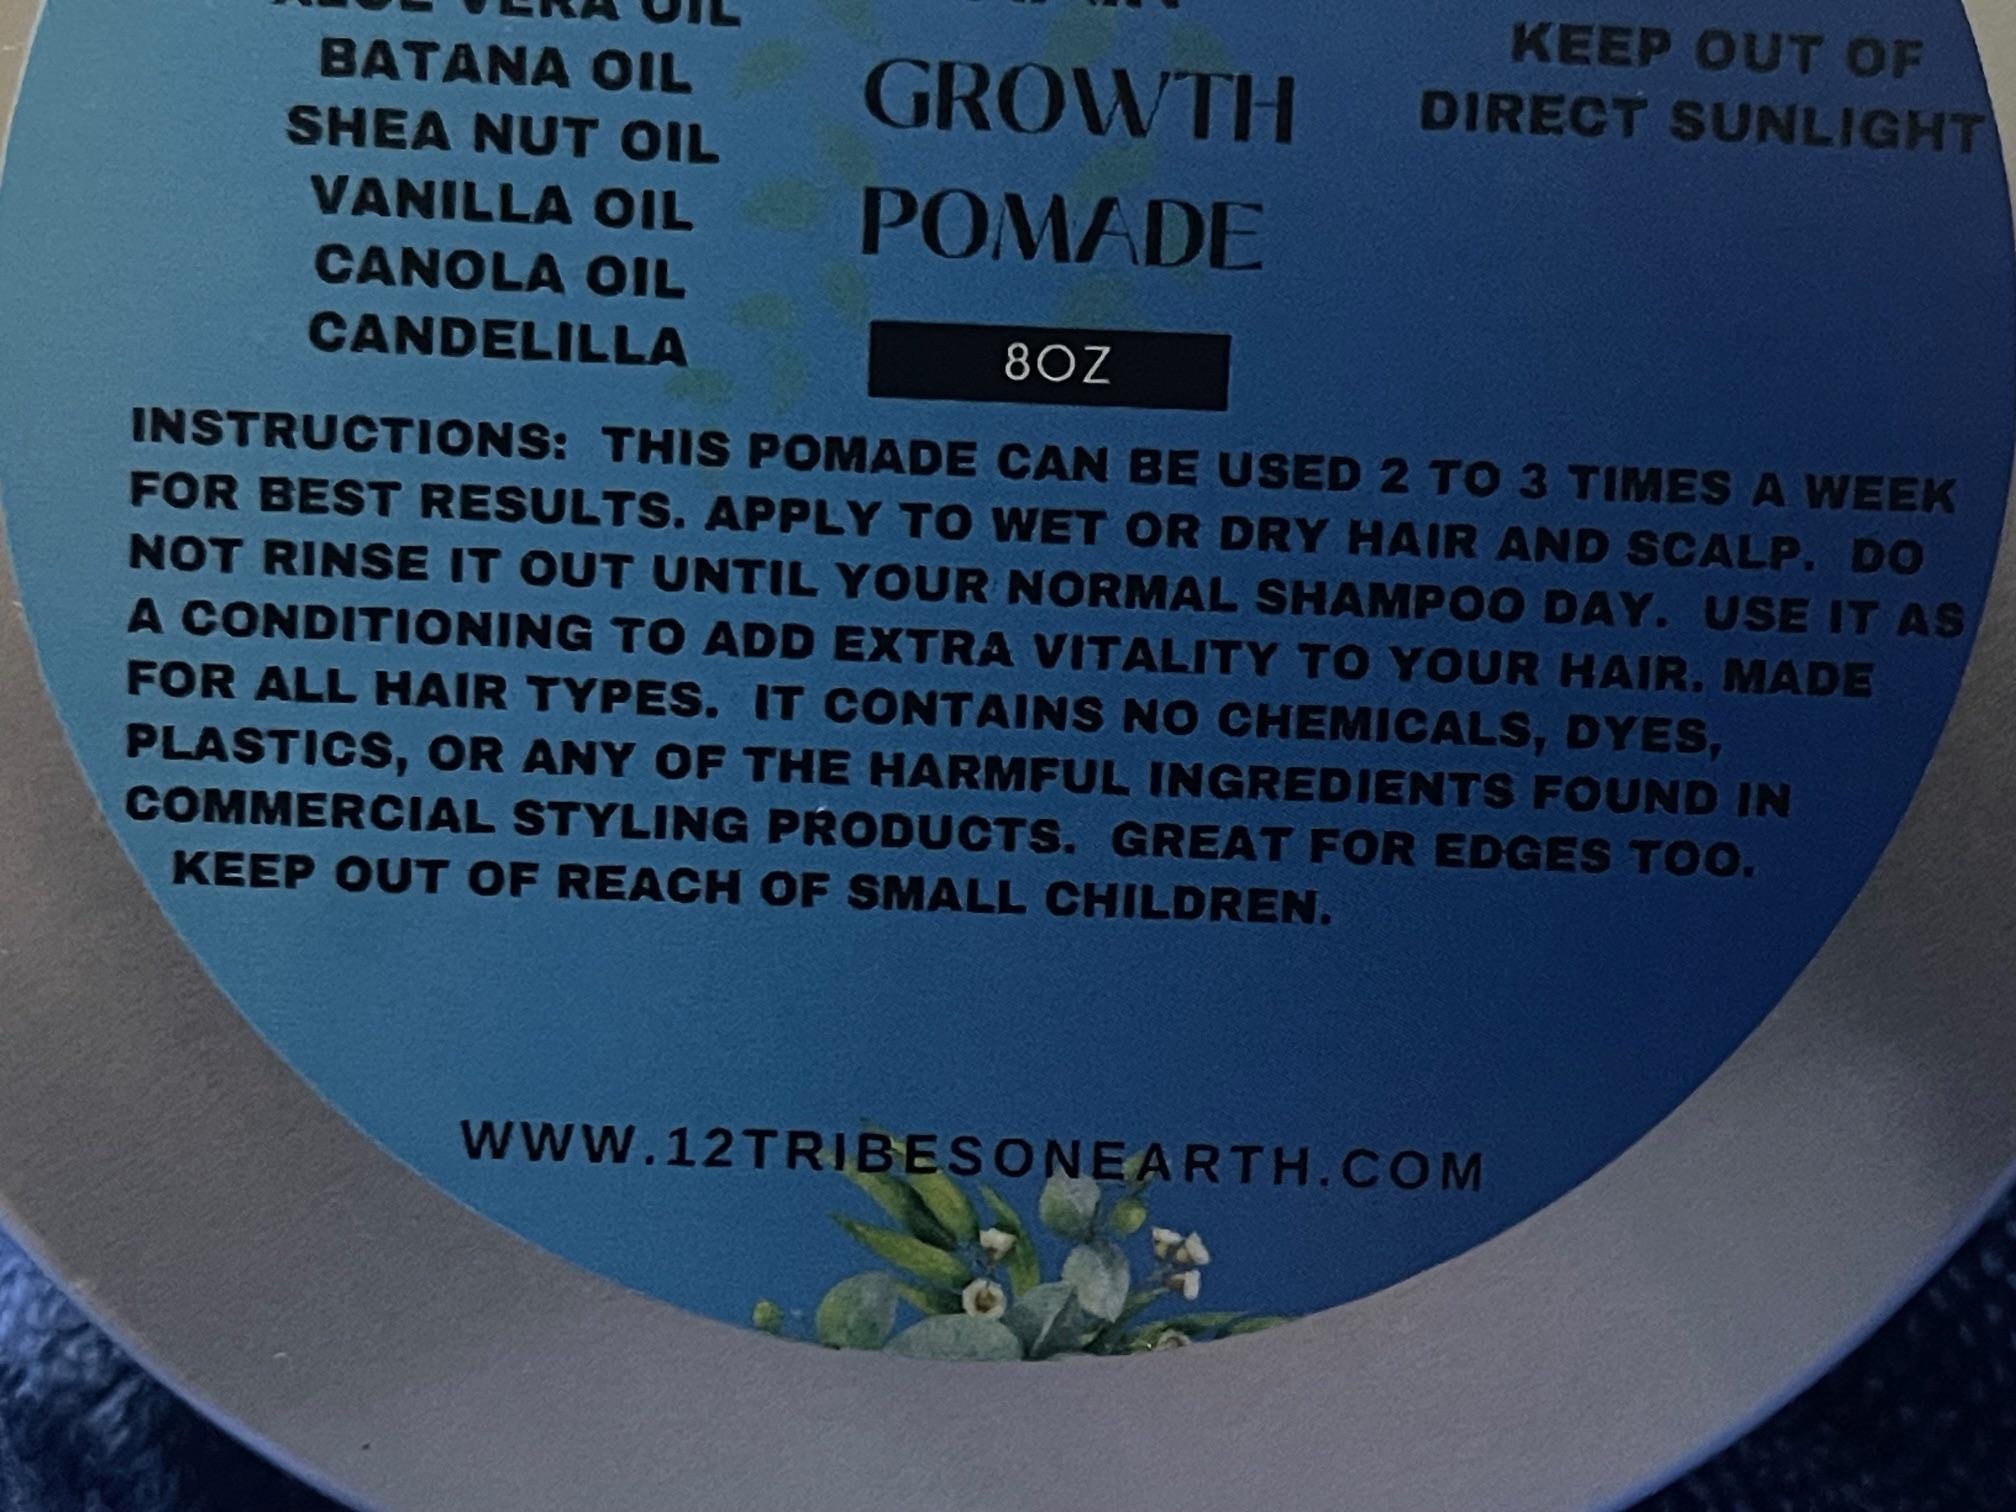 ALOE VERA OIL
BATANA OIL
SHEA NUT OIL
VANILLA OIL
CANOLA OIL
CANDELILLA
GROWTH
POMADE
8OZ
KEEP OUT OF
DIRECT SUNLIGHT
INSTRUCTIONS: THIS POMADE CAN BE USED 2 TO 3 TIMES A WEEK
FOR BEST RESULTS. APPLY TO WET OR DRY HAIR AND SCALP. DO
NOT RINSE IT OUT UNTIL YOUR NORMAL SHAMPOO DAY. USE IT AS
A CONDITIONING TO ADD EXTRA VITALITY TO YOUR HAIR. MADE
FOR ALL HAIR TYPES. IT CONTAINS NO CHEMICALS, DYES,
PLASTICS, OR ANY OF THE HARMFUL INGREDIENTS FOUND IN
COMMERCIAL STYLING PRODUCTS. GREAT FOR EDGES TOO.
KEEP OUT OF REACH OF SMALL CHILDREN.
WWW.12TRIBESONEARTH.COM